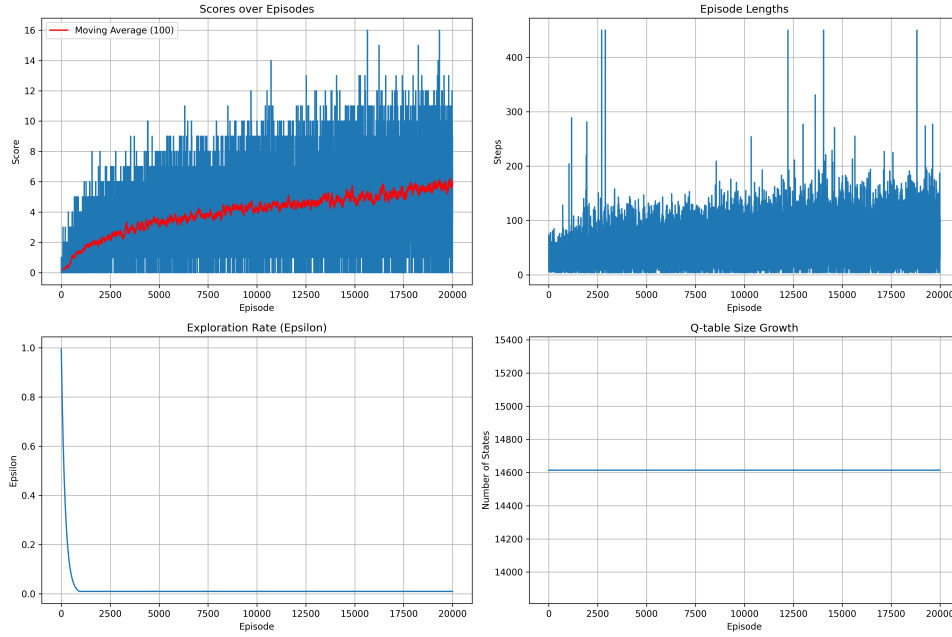 Scores over Episodes
16
14
12
10
8
6
4
2
0
Score
Moving Average (100)
0 2500 5000 7500 10000 12500 15000 17500 20000
Episode
Episode Lengths
400
300
200
100
0
Steps
0 2500 5000 7500 10000 12500 15000 17500 20000
Episode
Exploration Rate (Epsilon)
1.0
0.8
0.6
0.4
0.2
0.0
Epsilon
0 2500 5000 7500 10000 12500 15000 17500 20000
Episode
Q-table Size Growth
15400
15200
15000
14800
14600
14400
14200
14000
Number of States
0 2500 5000 7500 10000 12500 15000 17500 20000
Episode